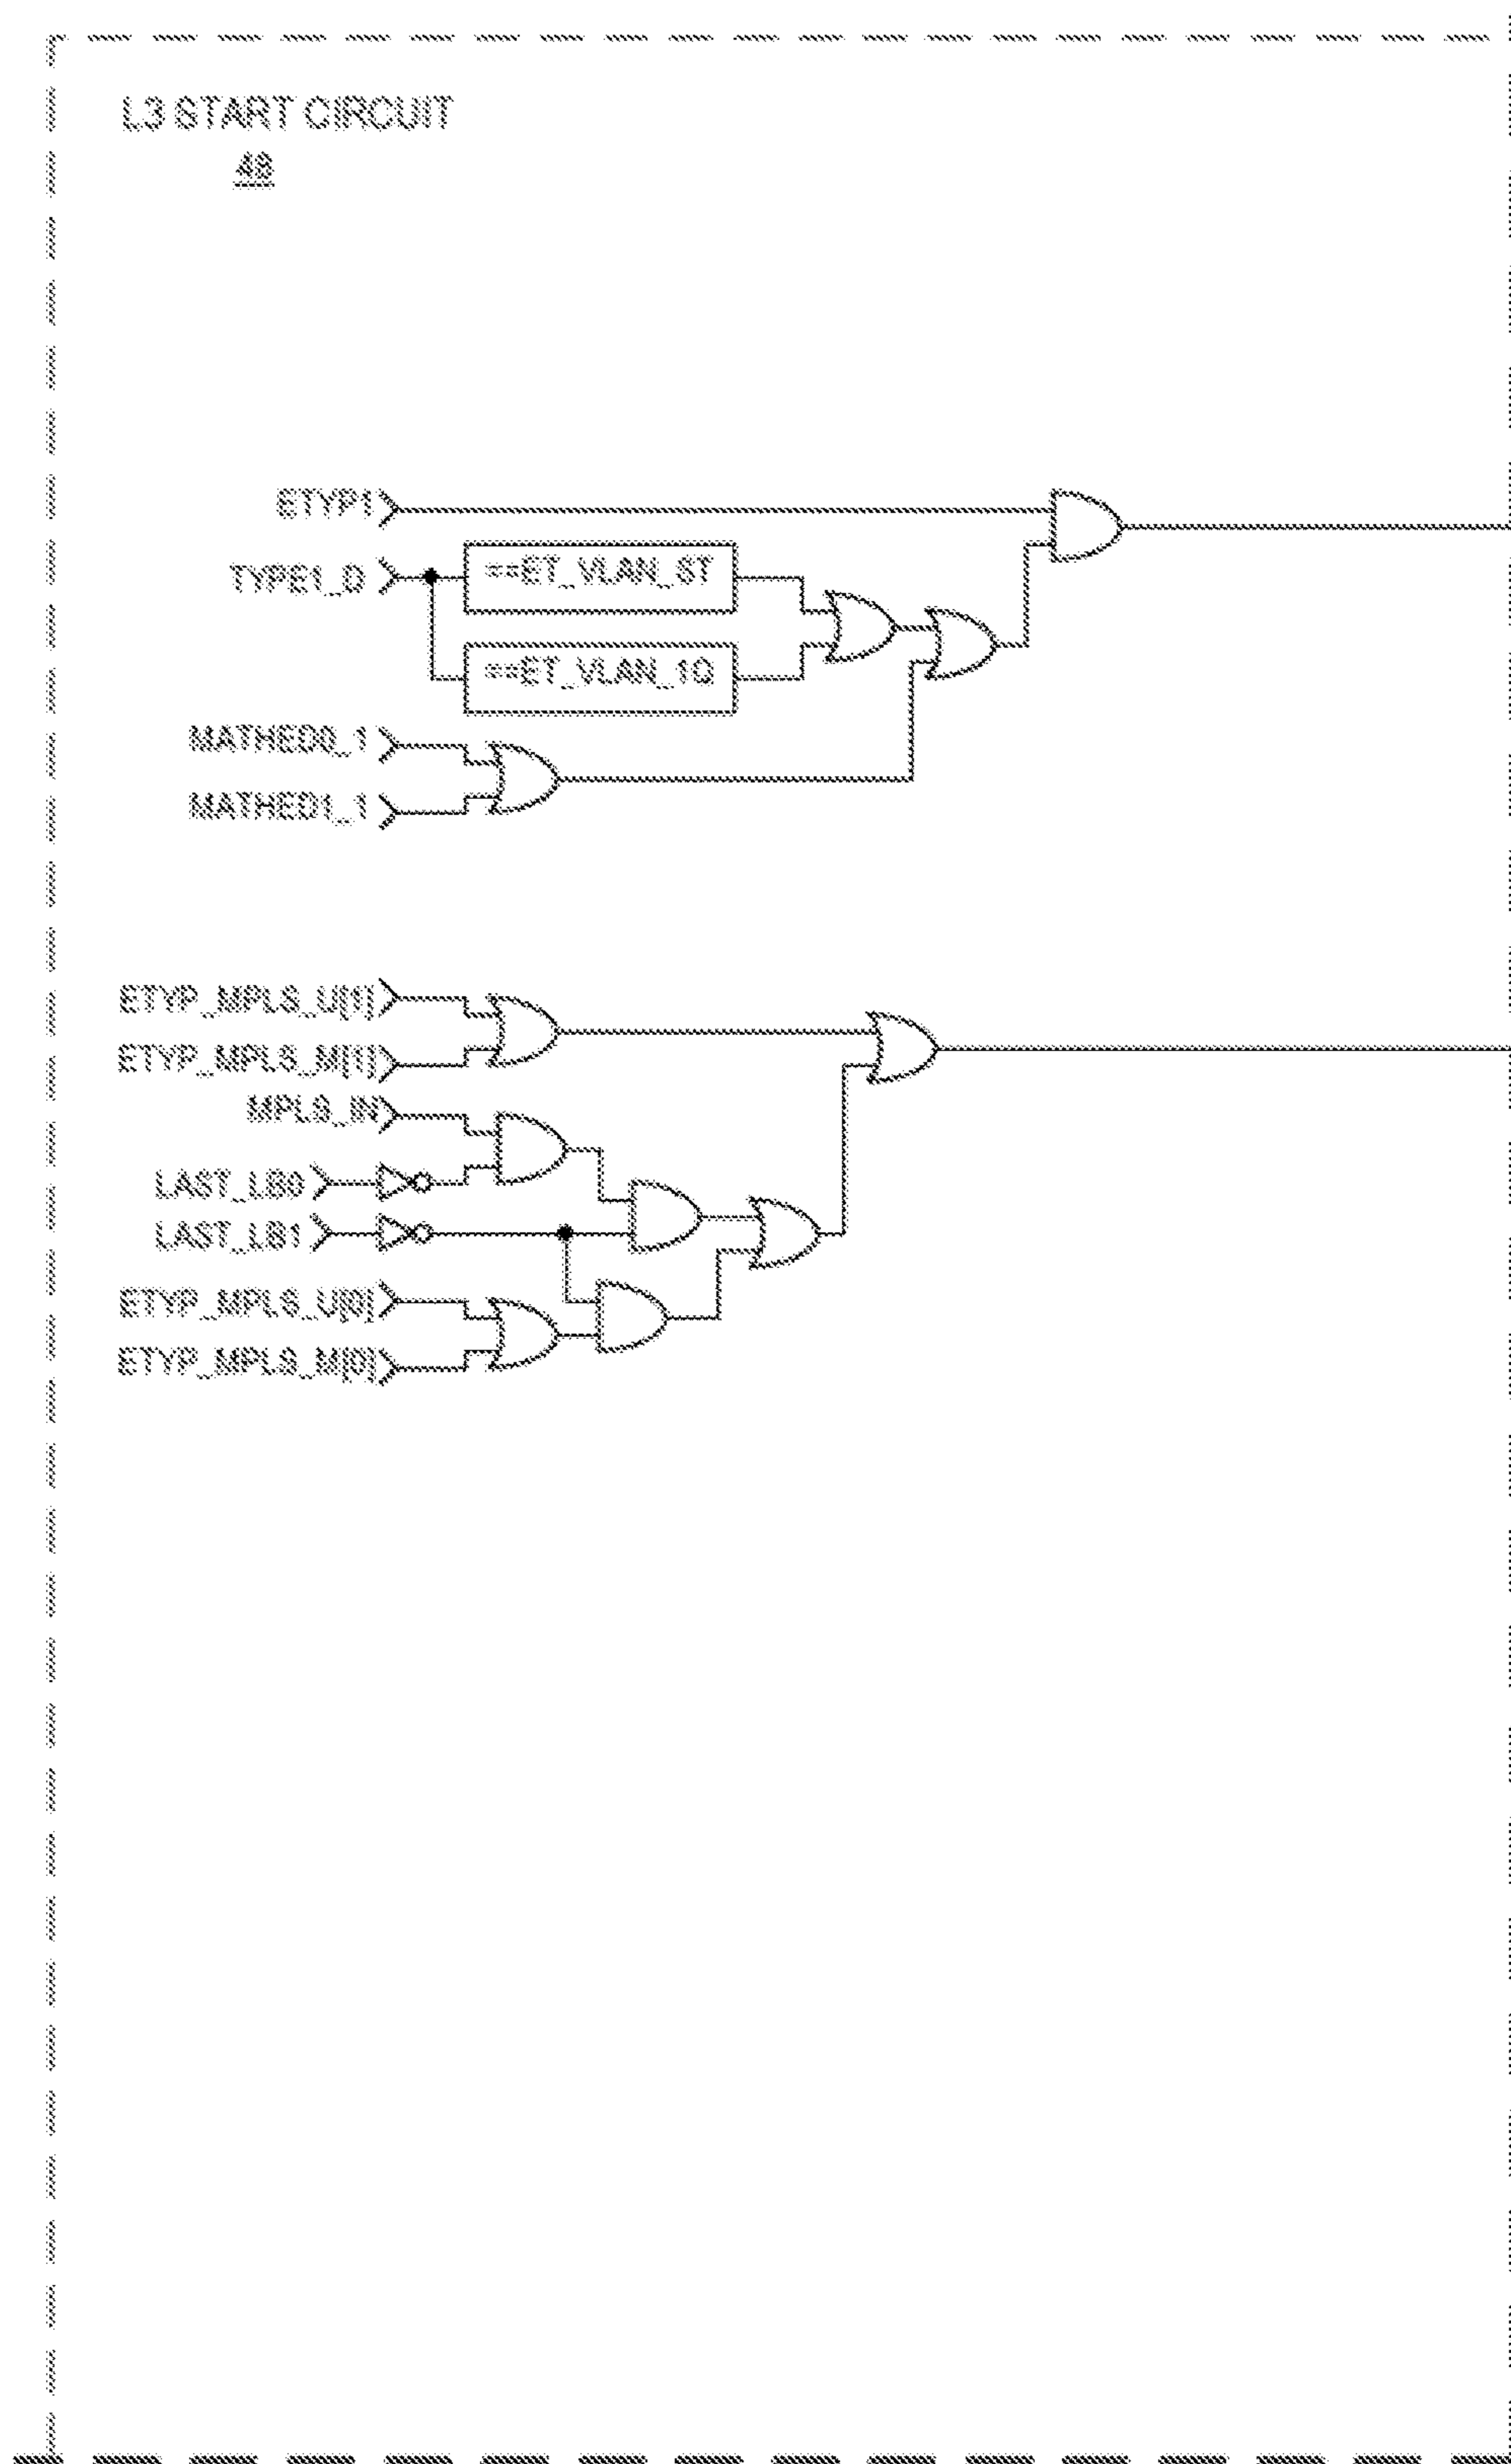 L3 START CIRCUIT
48
ETYP1
TYPE1_D
==ET_VLAN_ST
==ET_VLAN_1Q
MATHED0_1
MATHED1_1
ETYP_MPLS_U[1]
ETYP_MPLS_M[1]
MPLS_IN
LAST_LB0
LAST_LB1
ETYP_MPLS_U[0]
ETYP_MPLS_M[0]